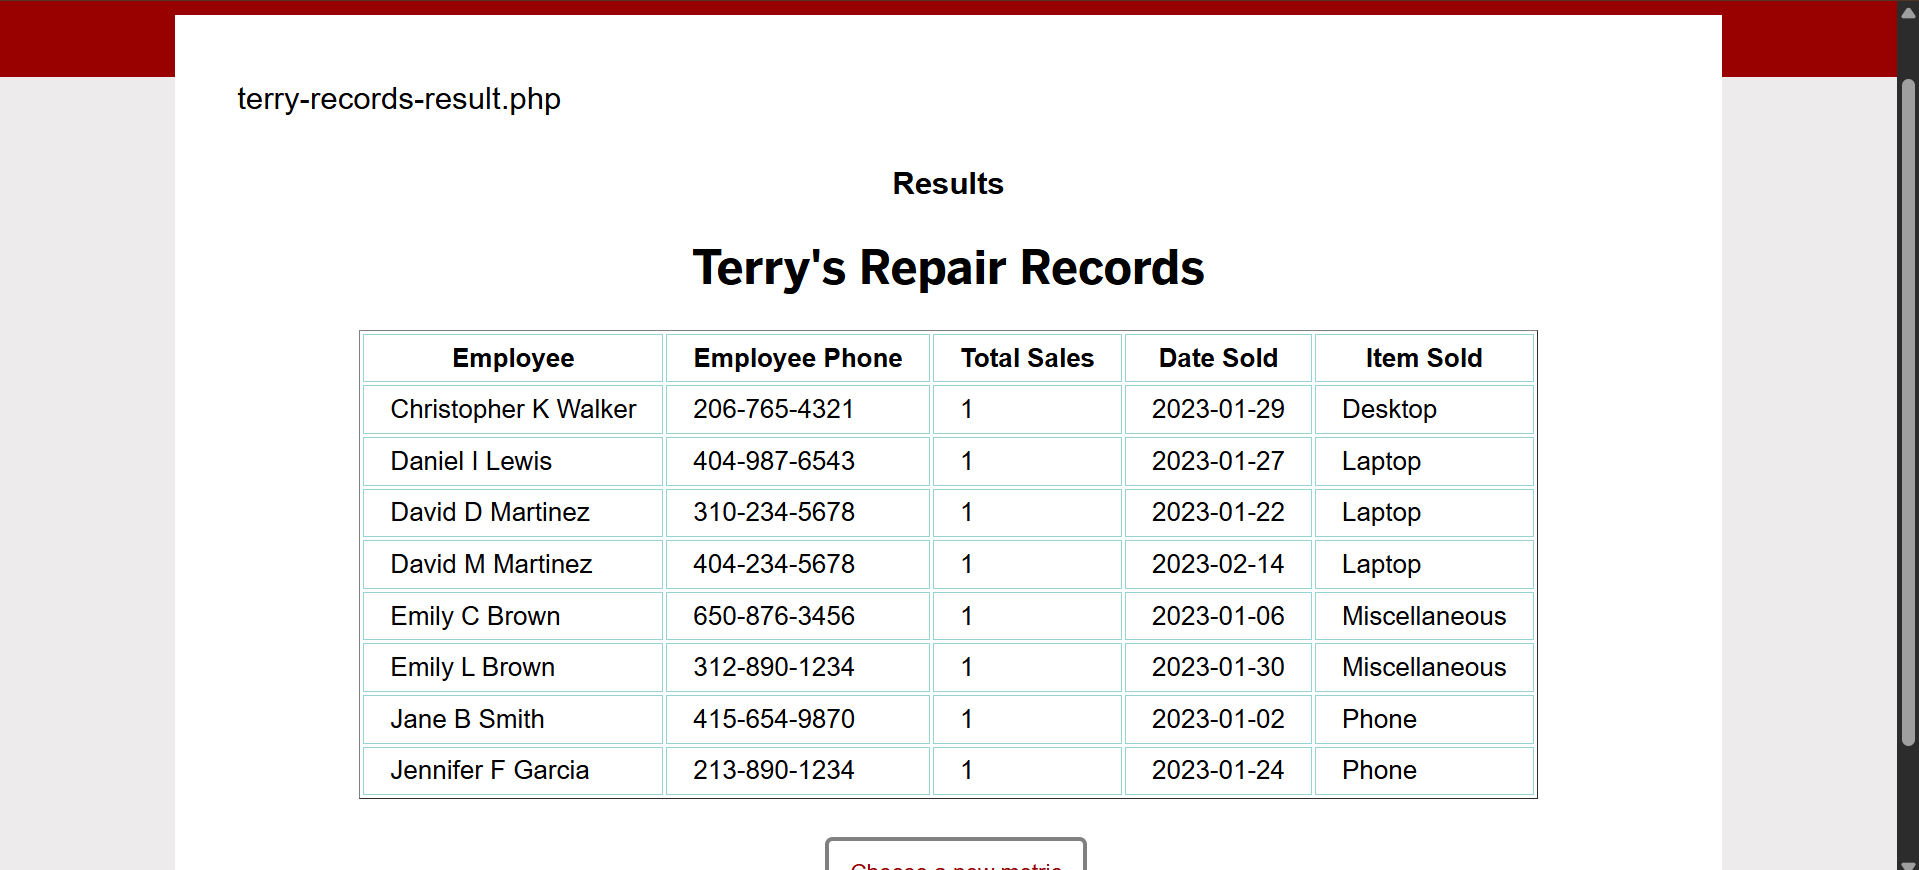 terry-records-result.php
Results
Terry's Repair Records
Employee Employee Phone Total Sales Date Sold Item Sold
Christopher K Walker 206-765-4321 1 2023-01-29 Desktop
Daniel I Lewis 404-987-6543 1 2023-01-27 Laptop
David D Martinez 310-234-5678 1 2023-01-22 Laptop
David M Martinez 404-234-5678 1 2023-02-14 Laptop
Emily C Brown 650-876-3456 1 2023-01-06 Miscellaneous
Emily L Brown 312-890-1234 1 2023-01-30 Miscellaneous
Jane B Smith 415-654-9870 1 2023-01-02 Phone
Jennifer F Garcia 213-890-1234 1 2023-01-24 Phone
Choose a new metric